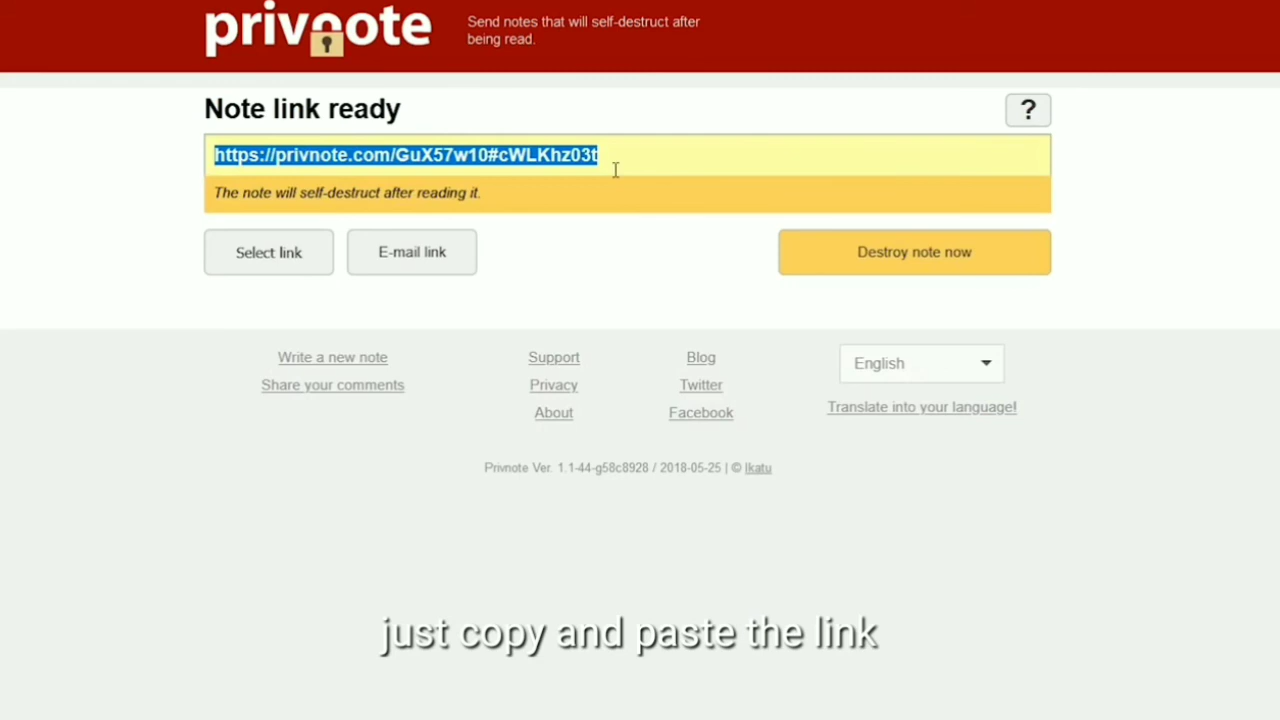 privnote
Send notes that will self-destruct after
being read.
Note link ready
?
https://privnote.com/GuX57w10#cWLKhz03t
The note will self-destruct after reading it.
Select link
E-mail link
Destroy note now
Write a new note
Support
Blog
English
Share your comments
Privacy
Twitter
Translate into your language!
About
Facebook
Privnote Ver. 1.1-44-g58c8928 / 2018-05-25 | © Ikatu
just copy and paste the link